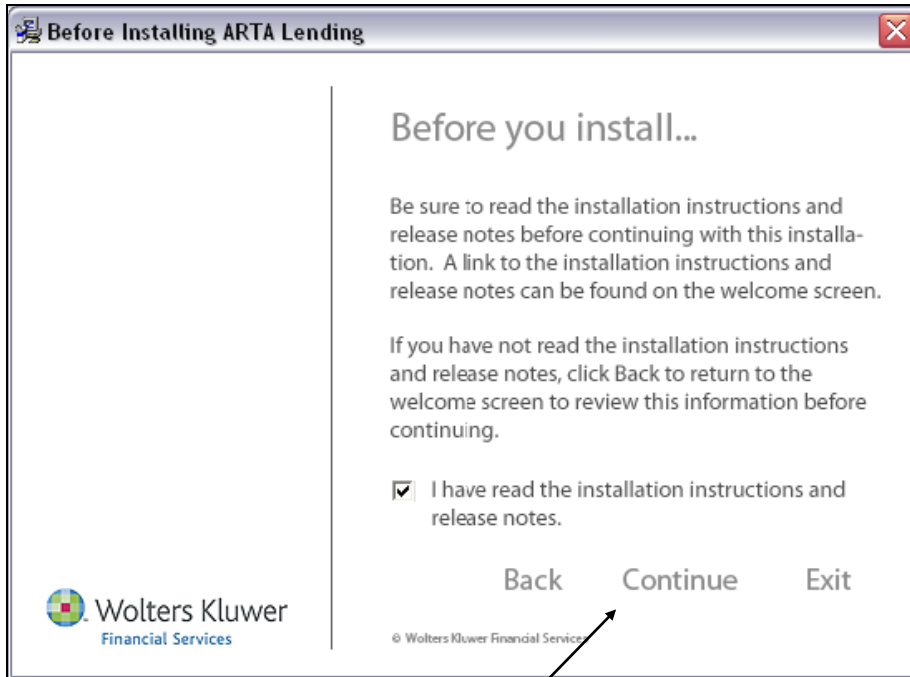 Before Installing ARTA Lending
Before you install...
Be sure to read the installation instructions and
release notes before continuing with this installa-
tion. A link to the installation instructions and
release notes can be found on the welcome screen.
If you have not read the installation instructions
and release notes, click Back to return to the
welcome screen to review this information before
continuing.
I have read the installation instructions and
release notes.
Back Continue Exit
Wolters Kluwer
Financial Services
© Wolters Kluwer Financial Services